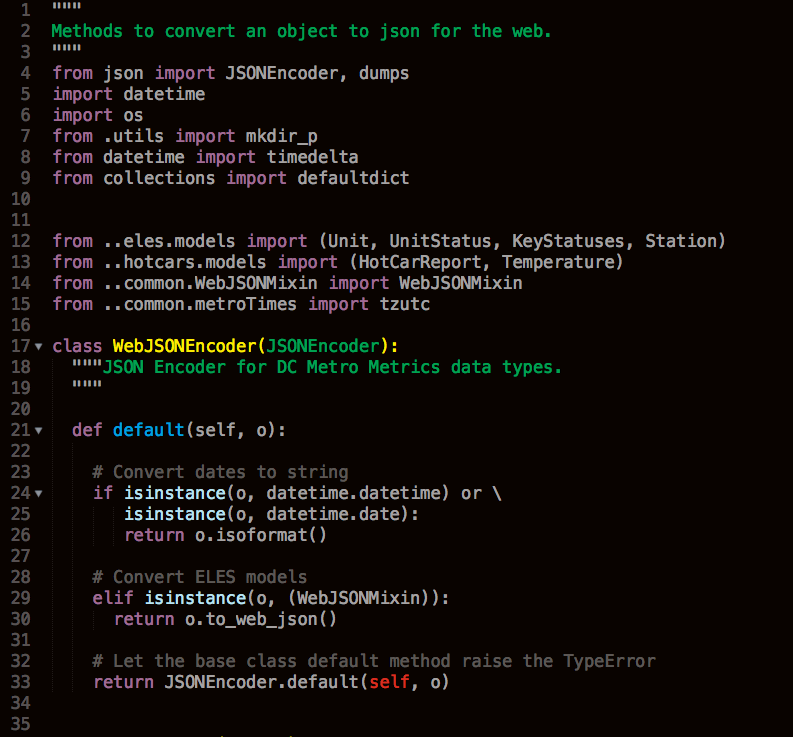 1 """
2 Methods to convert an object to json for the web.
3 """
4 from json import JSONEncoder, dumps
5 import datetime
6 import os
7 from .utils import mkdir_p
8 from datetime import timedelta
9 from collections import defaultdict
10
11
12 from ..eles.models import (Unit, UnitStatus, KeyStatuses, Station)
13 from ..hotcars.models import (HotCarReport, Temperature)
14 from ..common.WebJSONMixin import WebJSONMixin
15 from ..common.metroTimes import tzutc
16
17 class WebJSONEncoder(JSONEncoder):
18   """JSON Encoder for DC Metro Metrics data types.
19   """
20
21   def default(self, o):
22
23     # Convert dates to string
24     if isinstance(o, datetime.datetime) or \
25        isinstance(o, datetime.date):
26        return o.isoformat()
27
28     # Convert ELES models
29     elif isinstance(o, (WebJSONMixin)):
30       return o.to_web_json()
31
32     # Let the base class default method raise the TypeError
33     return JSONEncoder.default(self, o)
34
35